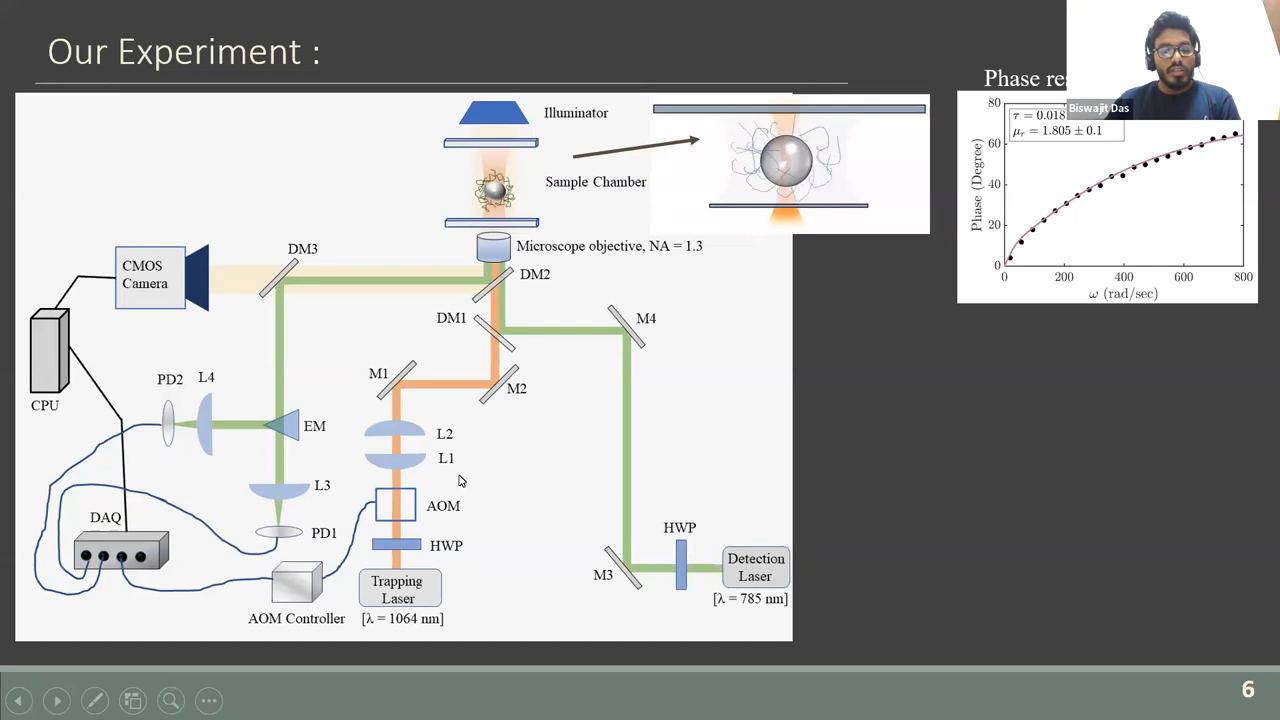 Our Experiment :
Illuminator
Sample Chamber
Microscope objective, NA = 1.3
DM3
DM2
CMOS
Camera
DM1
M4
M1
M2
CPU
PD2
L4
EM
L2
L1
L3
AOM
DAQ
PD1
HWP
HWP
Trapping
Laser
AOM Controller
[λ = 1064 nm]
M3
Detection
Laser
[λ = 785 nm]
Phase
Biswajit Das
τ = 0.018
μᵣ = 1.805 ± 0.1
Phase (Degree)
80
60
40
20
0
0 200 400 600 800
ω (rad/sec)
6